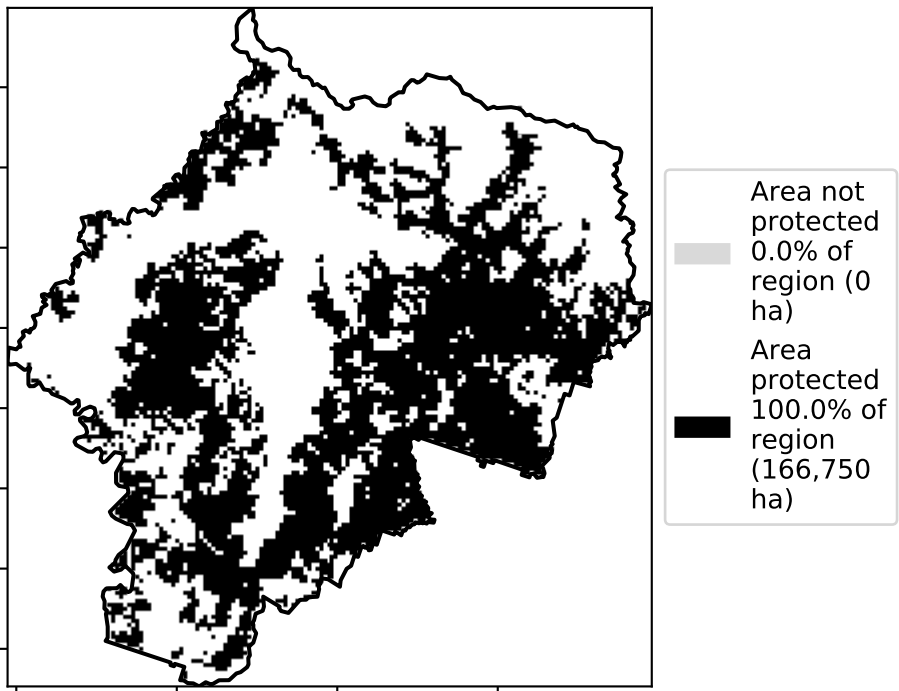 Area not
protected
0.0% of
region (0
ha)
Area
protected
100.0% of
region
(166,750
ha)